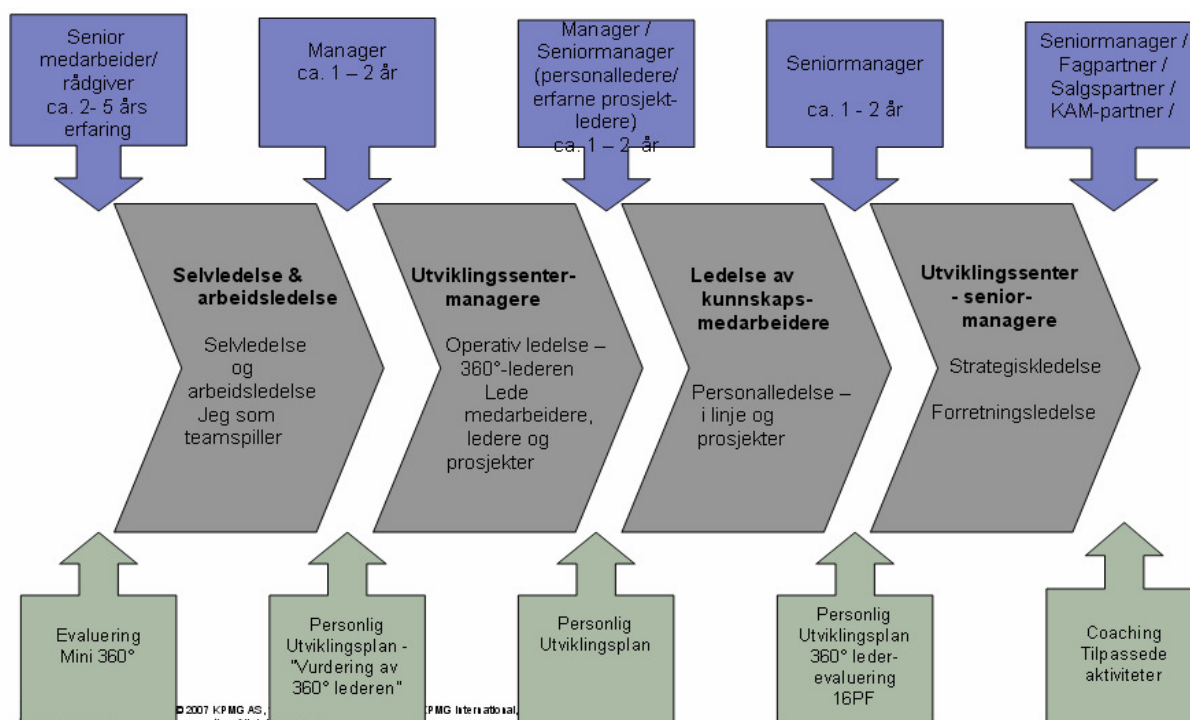 Senior
medarbeider/
rådgiver
ca. 2- 5 års
erfaring
Manager
ca. 1 – 2 år
Manager /
Seniormanager
(personalledere/
erfarne prosjekt-
ledere)
ca. 1 – 2 år
Seniormanager
ca. 1 - 2 år
Seniormanager /
Fagpartner /
Salgspartner /
KAM-partner /
Selvledelse &
arbeidsledelse
Selvledelse
og
arbeidsledelse
Jeg som
teamspiller
Utviklingssenter-
managere
Operativ ledelse –
360°-lederen
Lede
medarbeidere,
ledere og
prosjekter
Ledelse av
kunnskaps-
medarbeidere
Personalledelse –
i linje og
prosjekter
Utviklingssenter
- senior-
managere
Strategiskledelse
Forretningsledelse
Evaluering
Mini 360°
Personlig
Utviklingsplan -
"Vurdering av
360° lederen"
Personlig
Utviklingsplan
Personlig
Utviklingsplan
360° leder-
evaluering
16PF
Coaching
Tilpassede
aktiviteter
©2007 KPMG AS, KPMG International,